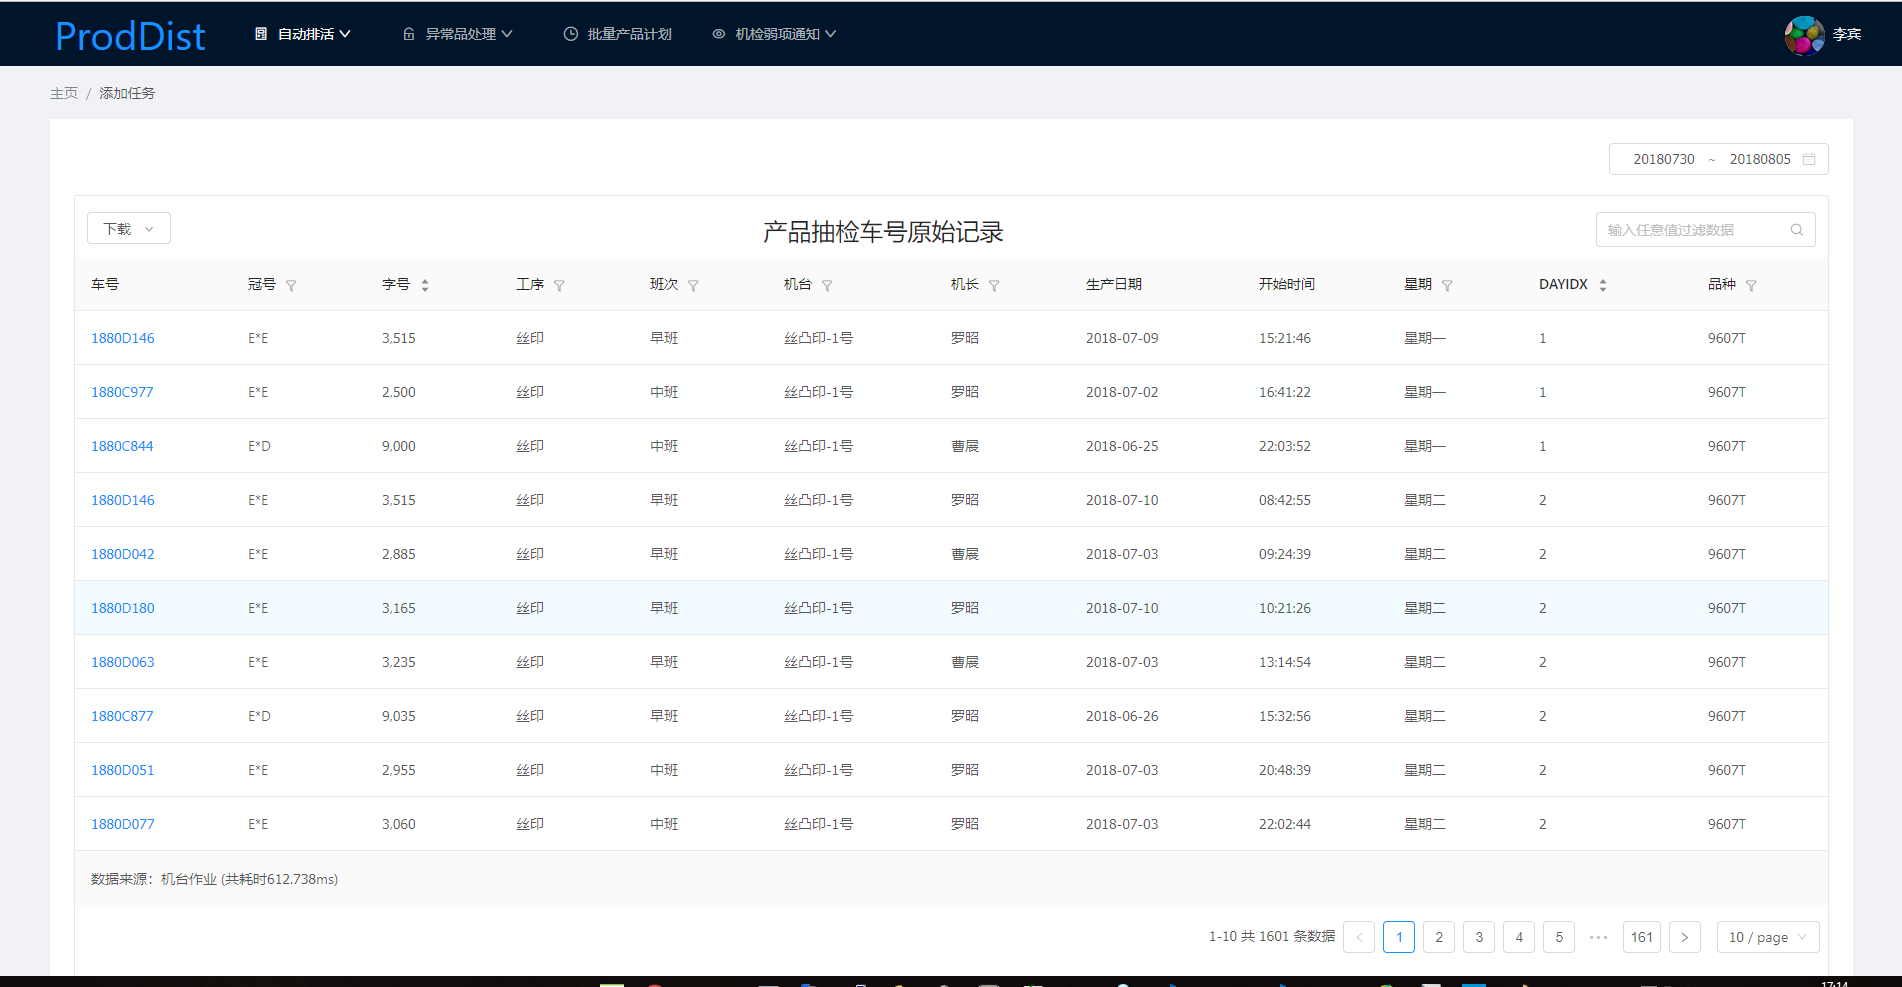 ProdDist 自动排活 异常品处理 批量产品计划 机检弱项通知 李宾
主页 / 添加任务
20180730 ~ 20180805
下载 产品抽检车号原始记录 输入任意值过滤数据
车号 冠号 字号 工序 班次 机台 机长 生产日期 开始时间 星期 DAYIDX 品种
1880D146 E*E 3,515 丝印 早班 丝凸印-1号 罗昭 2018-07-09 15:21:46 星期一 1 9607T
1880C977 E*E 2,500 丝印 中班 丝凸印-1号 罗昭 2018-07-02 16:41:22 星期一 1 9607T
1880C844 E*D 9,000 丝印 中班 丝凸印-1号 曹展 2018-06-25 22:03:52 星期一 1 9607T
1880D146 E*E 3,515 丝印 早班 丝凸印-1号 罗昭 2018-07-10 08:42:55 星期二 2 9607T
1880D042 E*E 2,885 丝印 早班 丝凸印-1号 曹展 2018-07-03 09:24:39 星期二 2 9607T
1880D180 E*E 3,165 丝印 早班 丝凸印-1号 罗昭 2018-07-10 10:21:26 星期二 2 9607T
1880D063 E*E 3,235 丝印 早班 丝凸印-1号 曹展 2018-07-03 13:14:54 星期二 2 9607T
1880C877 E*D 9,035 丝印 早班 丝凸印-1号 罗昭 2018-06-26 15:32:56 星期二 2 9607T
1880D051 E*E 2,955 丝印 中班 丝凸印-1号 罗昭 2018-07-03 20:48:39 星期二 2 9607T
1880D077 E*E 3,060 丝印 中班 丝凸印-1号 罗昭 2018-07-03 22:02:44 星期二 2 9607T
数据来源：机台作业 (共耗时612.738ms)
1-10 共 1601 条数据 < 1 2 3 4 5 ••• 161 > 10 / page
17:14